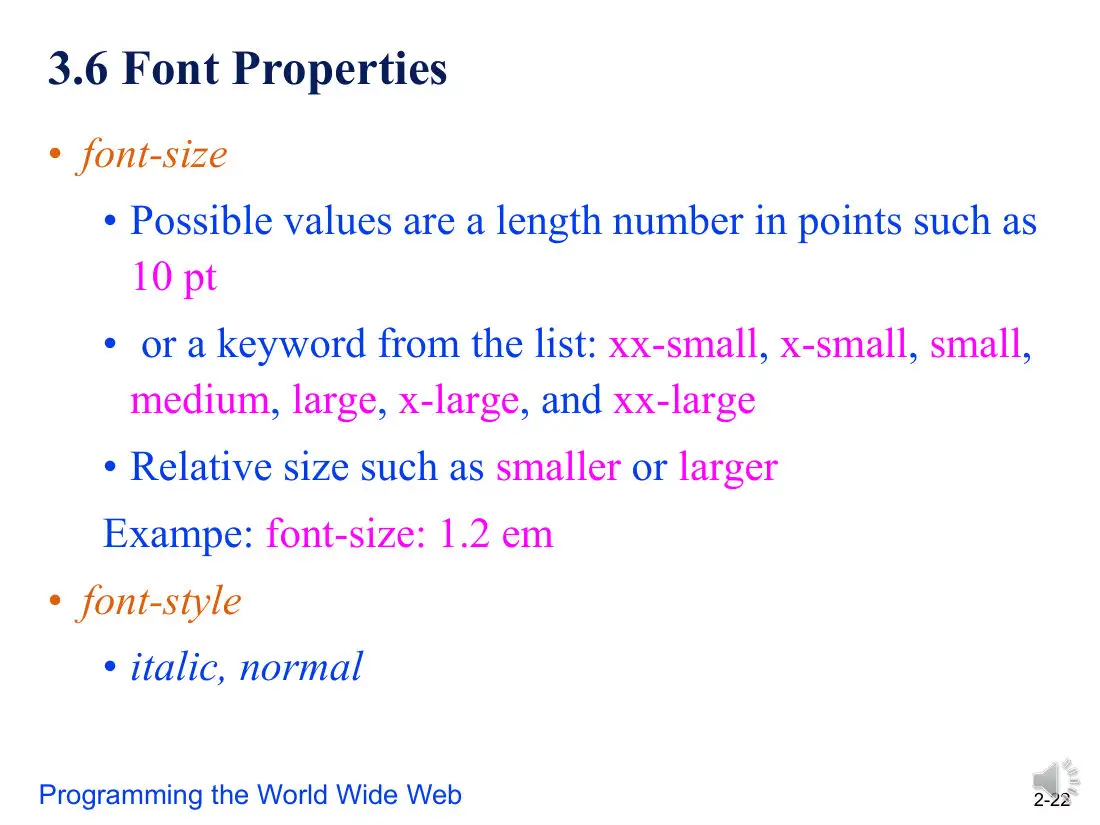 3.6 Font Properties
• font-size
• Possible values are a length number in points such as
10 pt
• or a keyword from the list: xx-small, x-small, small,
medium, large, x-large, and xx-large
• Relative size such as smaller or larger
Exampe: font-size: 1.2 em
• font-style
• italic, normal
Programming the World Wide Web
2-22